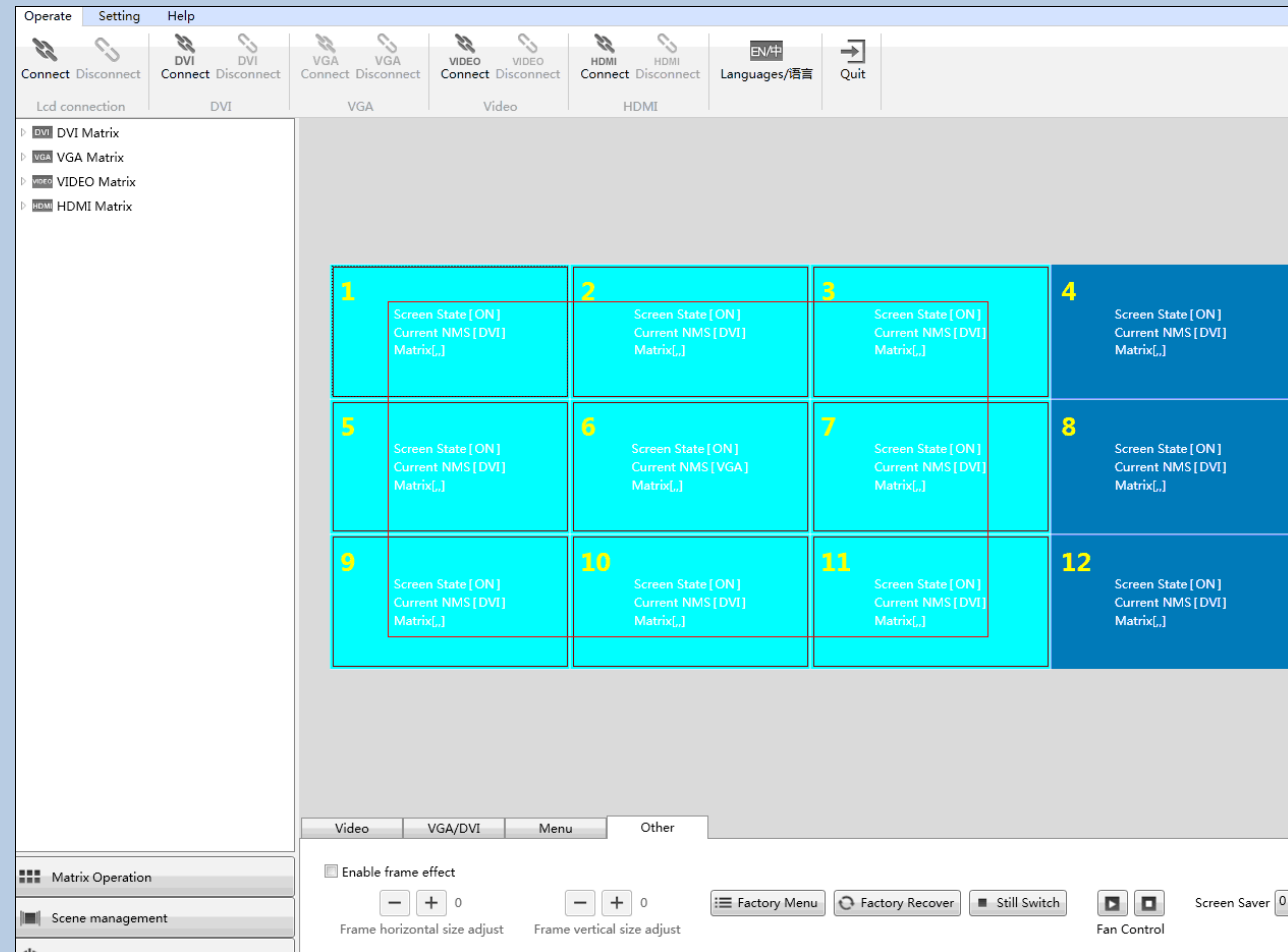 Operate Setting Help
Connect Disconnect DVI Connect DVI Disconnect VGA Connect VGA Disconnect VIDEO Connect VIDEO Disconnect HDMI Connect HDMI Disconnect EN/中 Languages/语言 Quit
Lcd connection DVI VGA Video HDMI
DVI DVI Matrix
VGA VGA Matrix
VIDEO VIDEO Matrix
HDMI HDMI Matrix
1 2 3 4
Screen State[ON] Screen State[ON] Screen State[ON] Screen State[ON]
Current NMS[DVI] Current NMS[DVI] Current NMS[DVI] Current NMS[DVI]
Matrix[,,] Matrix[,,] Matrix[,,] Matrix[,,]
5 6 7 8
Screen State[ON] Screen State[ON] Screen State[ON] Screen State[ON]
Current NMS[DVI] Current NMS[VGA] Current NMS[DVI] Current NMS[DVI]
Matrix[,,] Matrix[,,] Matrix[,,] Matrix[,,]
9 10 11 12
Screen State[ON] Screen State[ON] Screen State[ON] Screen State[ON]
Current NMS[DVI] Current NMS[DVI] Current NMS[DVI] Current NMS[DVI]
Matrix[,,] Matrix[,,] Matrix[,,] Matrix[,,]
Video VGA/DVI Menu Other
Matrix Operation
Scene management
Enable frame effect
0 0 Factory Menu Factory Recover Still Switch Screen Saver 0
Frame horizontal size adjust Frame vertical size adjust Fan Control